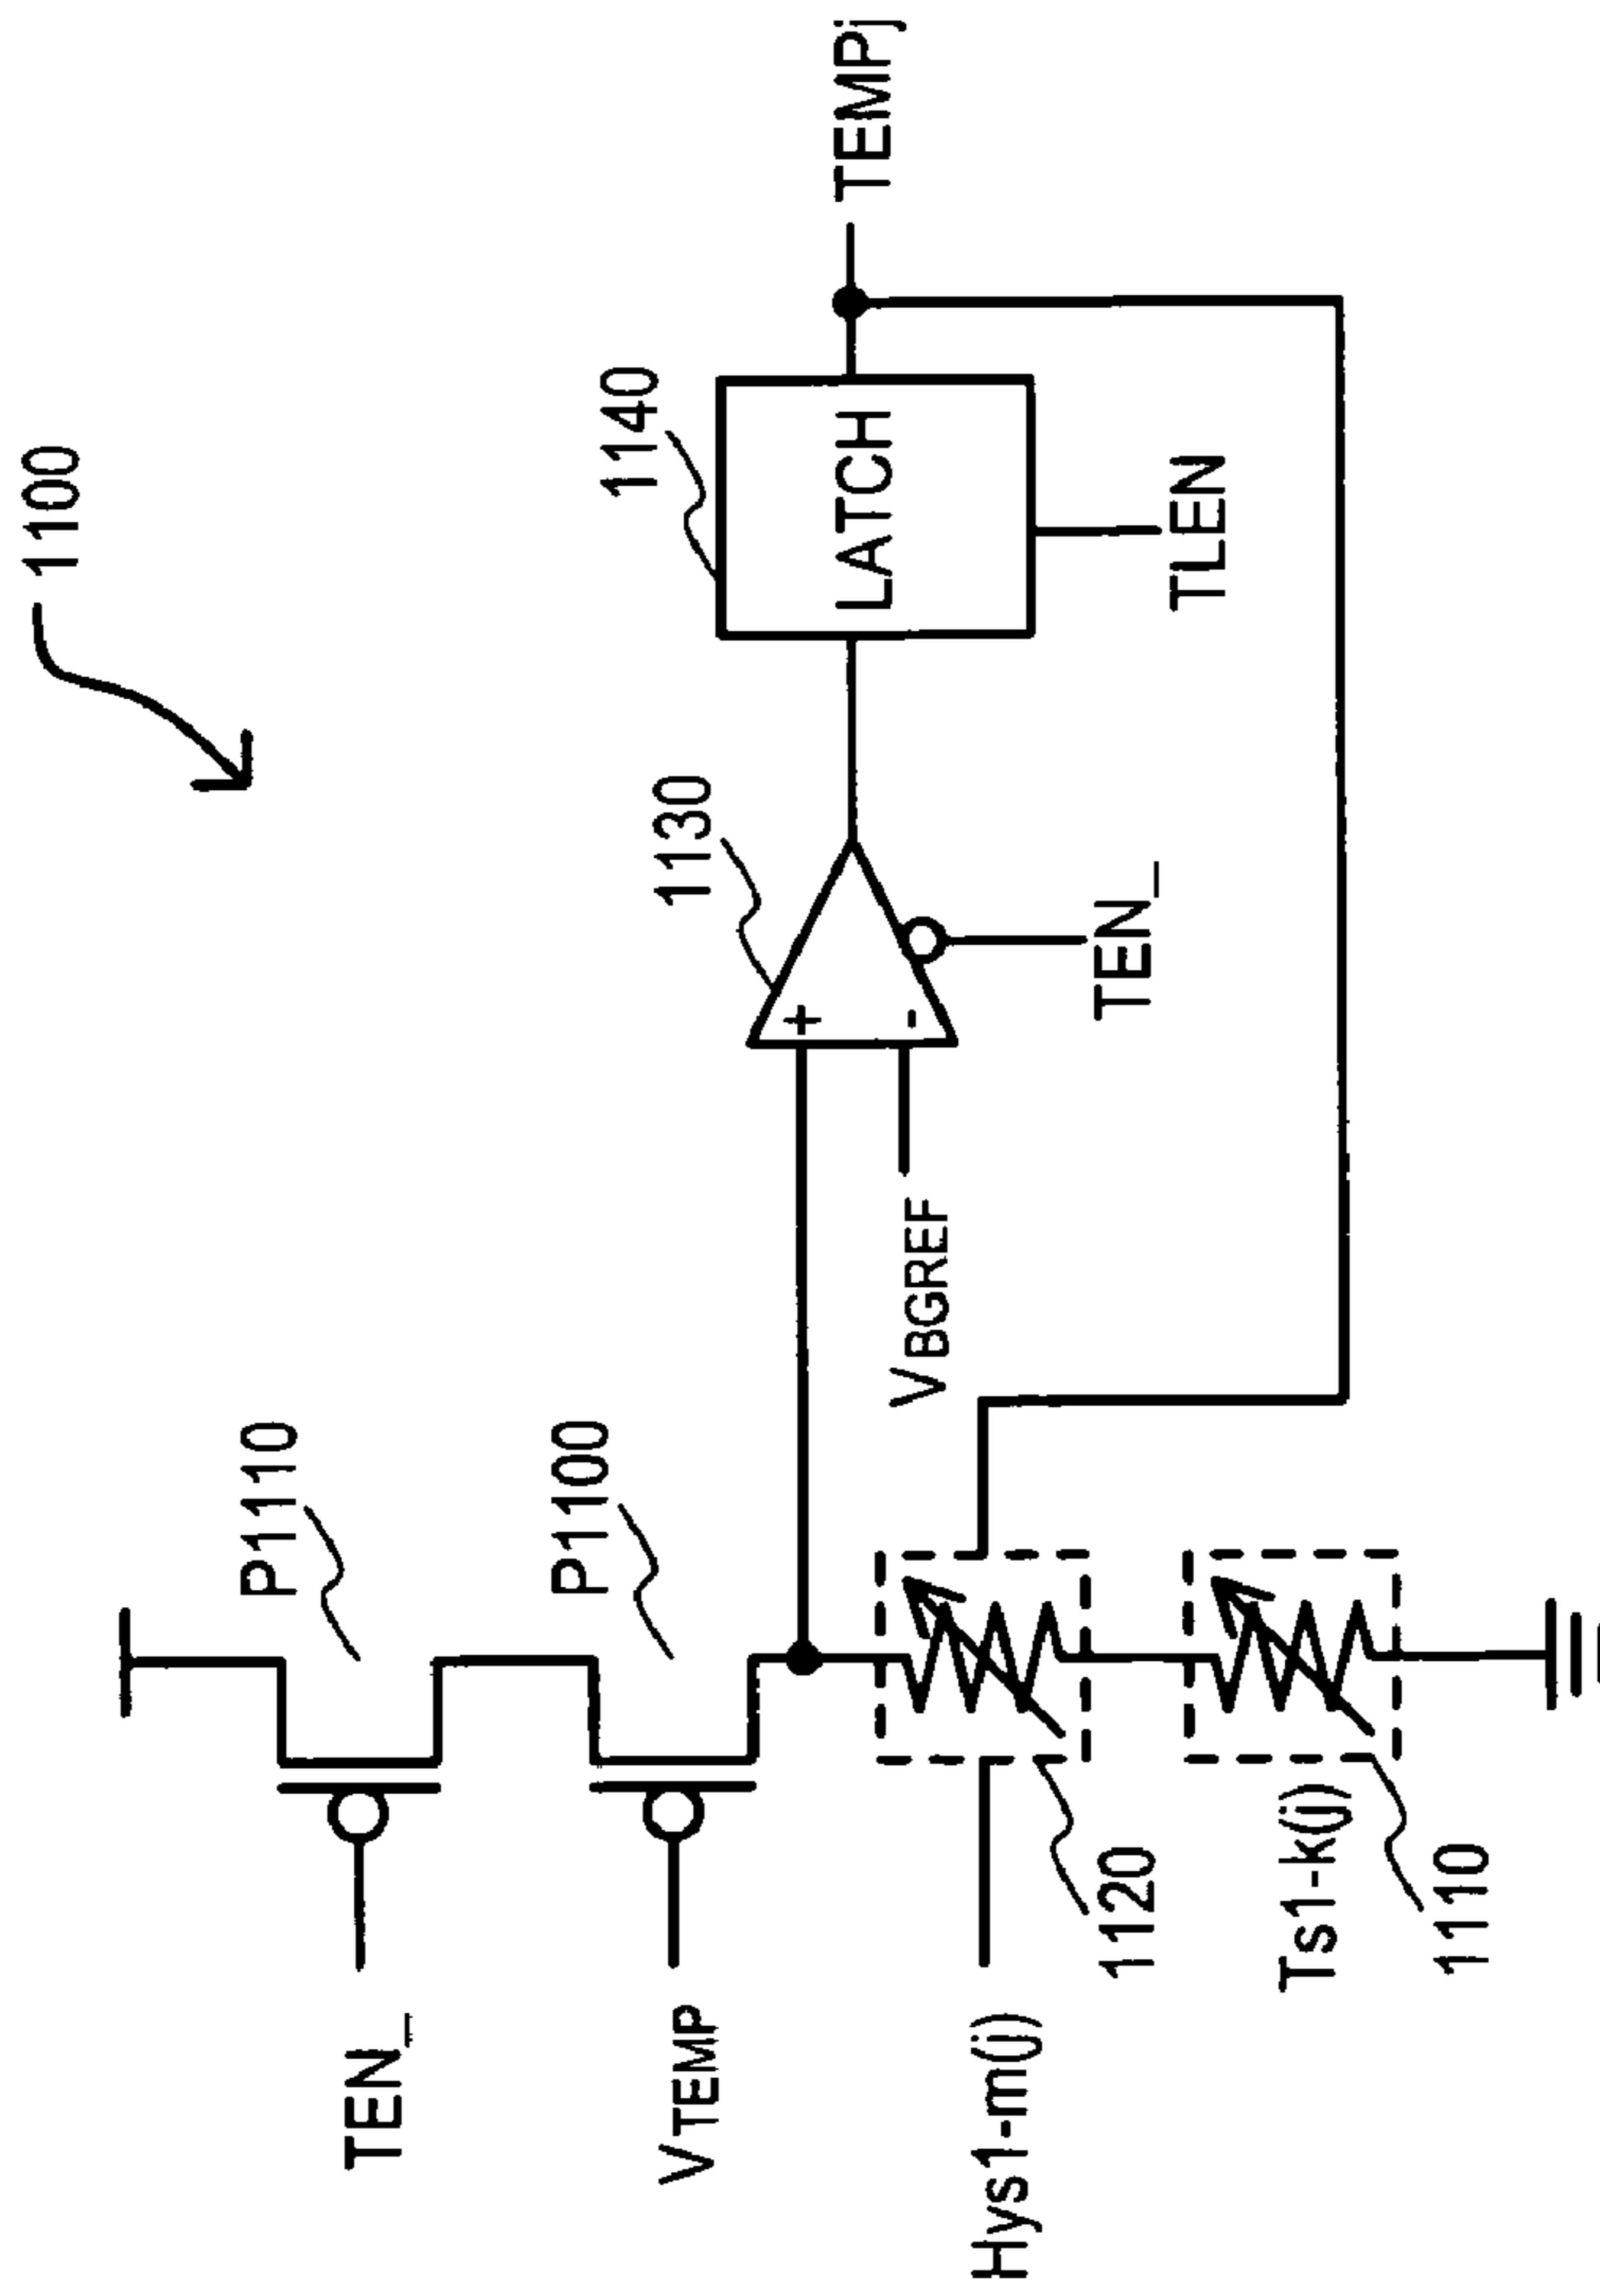 1100
TEN_
P1110
VTEMP
P1100
1130
1140
+
-
LATCH
TEMPj
VBGREF
TEN_
TLEN
Hys1-m(j)
1120
Ts1-k(j)
1110